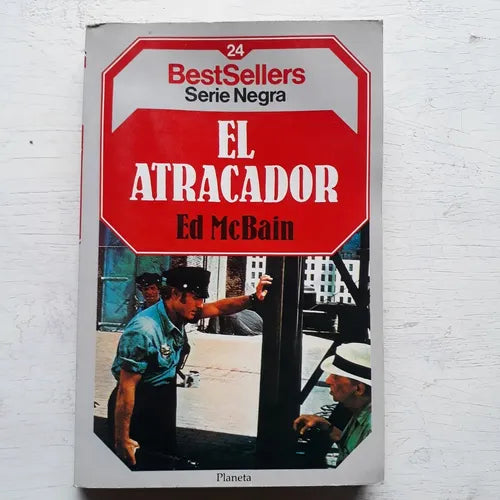 24
BestSellers
Serie Negra
EL
ATRACADOR
Ed McBain
Planeta